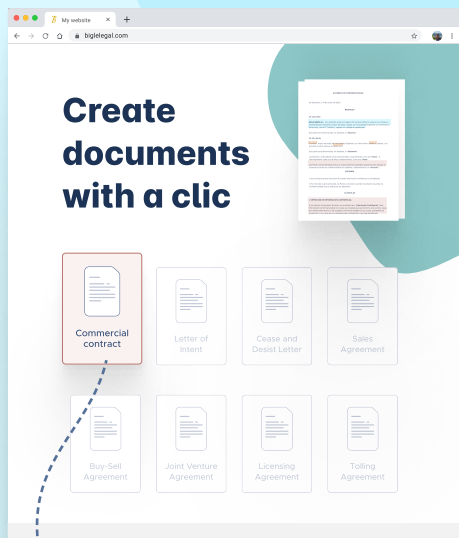 My website
biglelegal.com
Create
documents
with a clic
Commercial
contract
Letter of
Intent
Cease and
Desist Letter
Sales
Agreement
Buy-Sell
Agreement
Joint Venture
Agreement
Licensing
Agreement
Tolling
Agreement